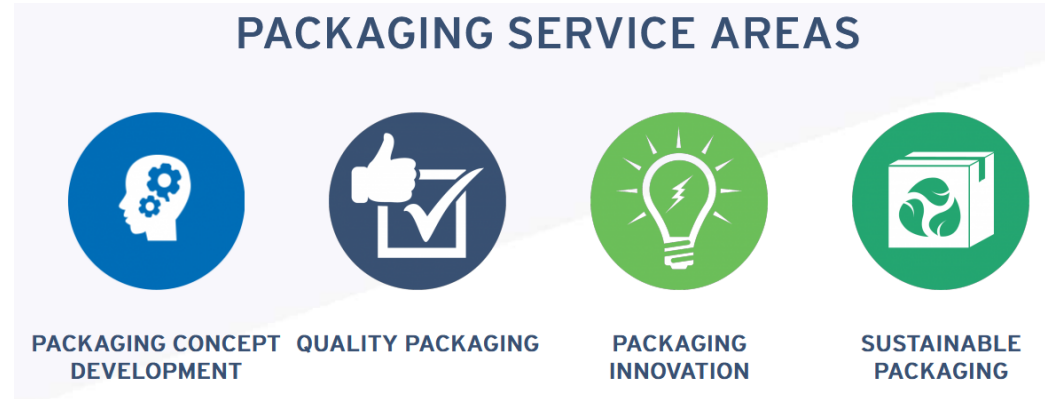 PACKAGING SERVICE AREAS
PACKAGING CONCEPT
DEVELOPMENT
QUALITY PACKAGING
PACKAGING
INNOVATION
SUSTAINABLE
PACKAGING